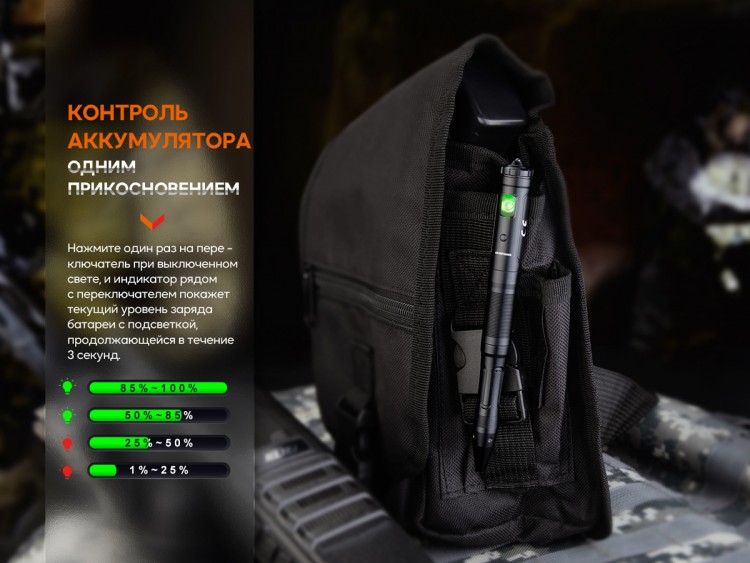 КОНТРОЛЬ
АККУМУЛЯТОРА
ОДНИМ
ПРИКОСНОВЕНИЕМ
Нажмите один раз на пере -
ключатель при выключенном
свете, и индикатор рядом
с переключателем покажет
текущий уровень заряда
батареи с подсветкой,
продолжающейся в течение
3 секунд.
85%~100%
50%~85%
25%~50%
1%~25%
CE